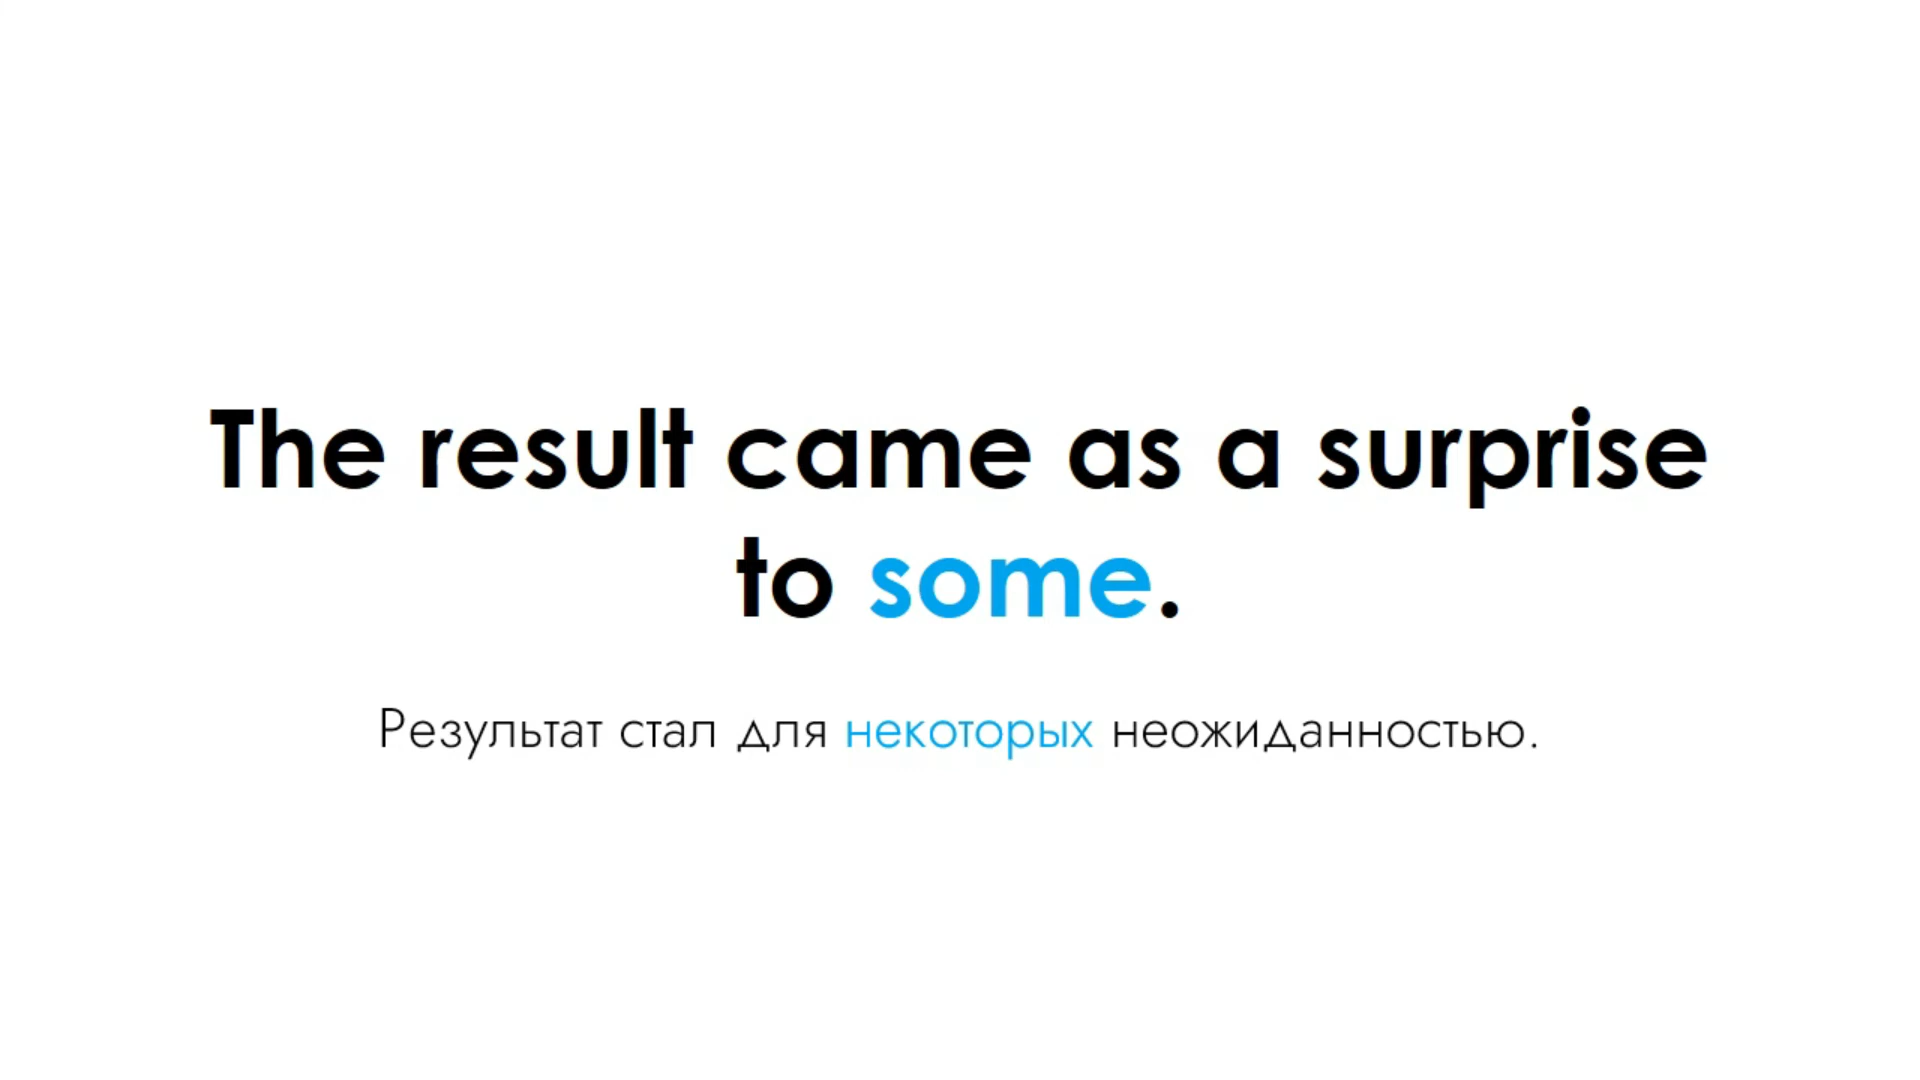 The result came as a surprise
to some.
Результат стал для некоторых неожиданностью.